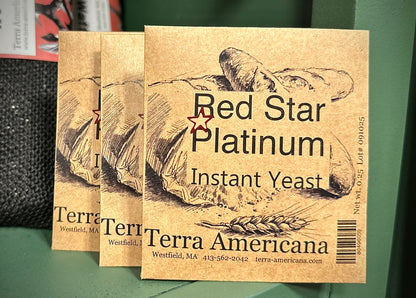 Terra Americana
Red Star
Platinum
Instant Yeast
Net wt. 0.25 Lot# 091025
Terra Americana
Westfield, MA 413-562-2042 terra-americana.com
Terra
Westfield,
Terra
Westfield, MA